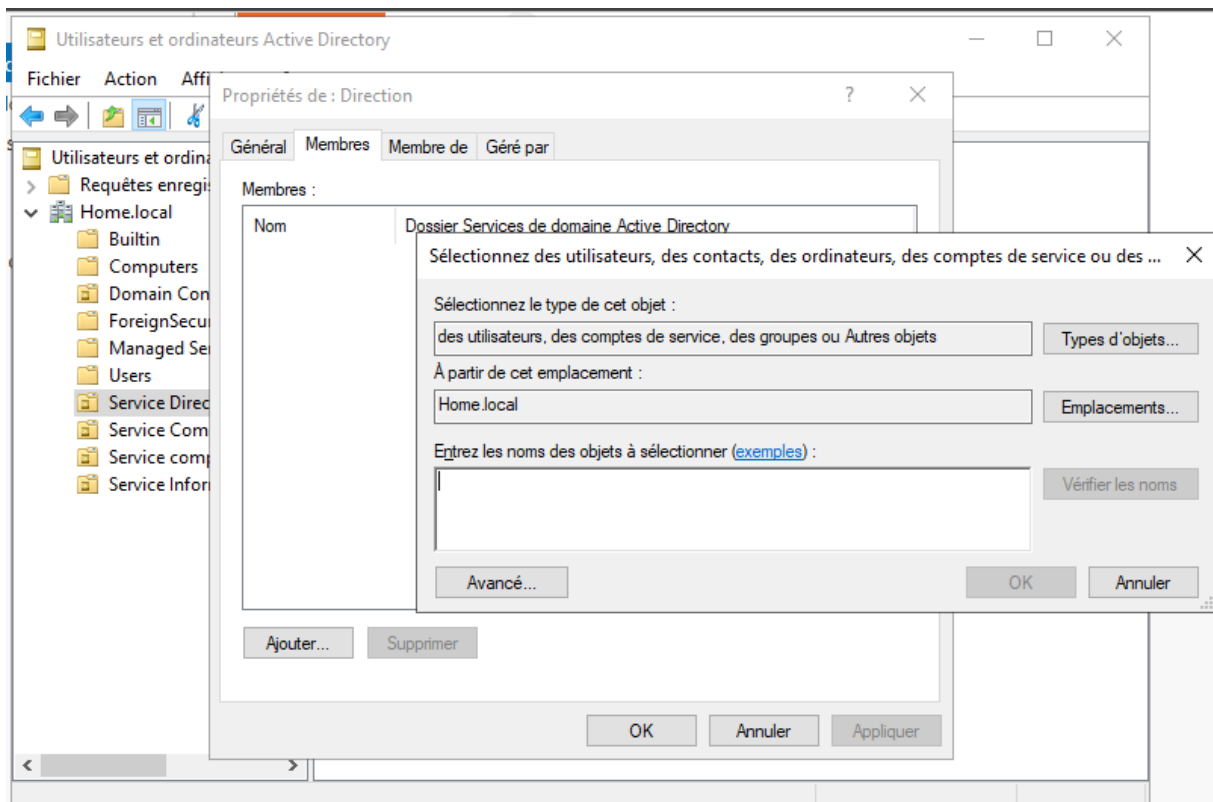 Utilisateurs et ordinateurs Active Directory
Fichier Action Affi
Propriétés de : Direction
?
Général Membres Membre de Géré par
Utilisateurs et ordina
Requêtes enregis
Home.local
Builtin
Computers
Domain Con
ForeignSecur
Managed Ser
Users
Service Direc
Service Com
Service comp
Service Infor
Membres :
Nom Dossier Services de domaine Active Directory
Sélectionnez des utilisateurs, des contacts, des ordinateurs, des comptes de service ou des ...
Sélectionnez le type de cet objet :
des utilisateurs, des comptes de service, des groupes ou Autres objets Types d'objets...
À partir de cet emplacement :
Home.local Emplacements...
Entrez les noms des objets à sélectionner (exemples) :
Vérifier les noms
Avancé... OK Annuler
Ajouter... Supprimer
OK Annuler Appliquer